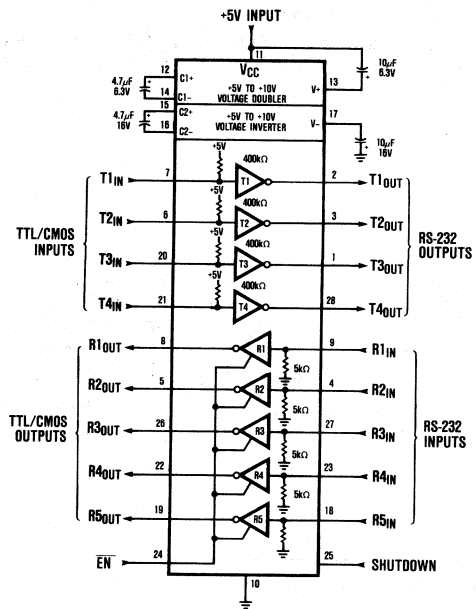 +5V INPUT
11
VCC
12
C1+
4.7µF
6.3V
14
C1–
+5V TO +10V
VOLTAGE DOUBLER
V+
13
10µF
6.3V
15
C2+
4.7µF
16V
16
C2–
+5V TO +10V
VOLTAGE INVERTER
V–
17
10µF
16V
TTL/CMOS
INPUTS
T1IN
7
+5V
400kΩ
T1
2
T1OUT
T2IN
6
+5V
400kΩ
T2
3
T2OUT
T3IN
20
+5V
400kΩ
T3
1
T3OUT
T4IN
21
+5V
400kΩ
T4
28
T4OUT
RS-232
OUTPUTS
TTL/CMOS
OUTPUTS
R1OUT
8
R1
9
R1IN
5kΩ
R2OUT
5
R2
4
R2IN
5kΩ
R3OUT
26
R3
27
R3IN
5kΩ
R4OUT
22
R4
23
R4IN
5kΩ
R5OUT
19
R5
18
R5IN
RS-232
INPUTS
EN
24
25
SHUTDOWN
10